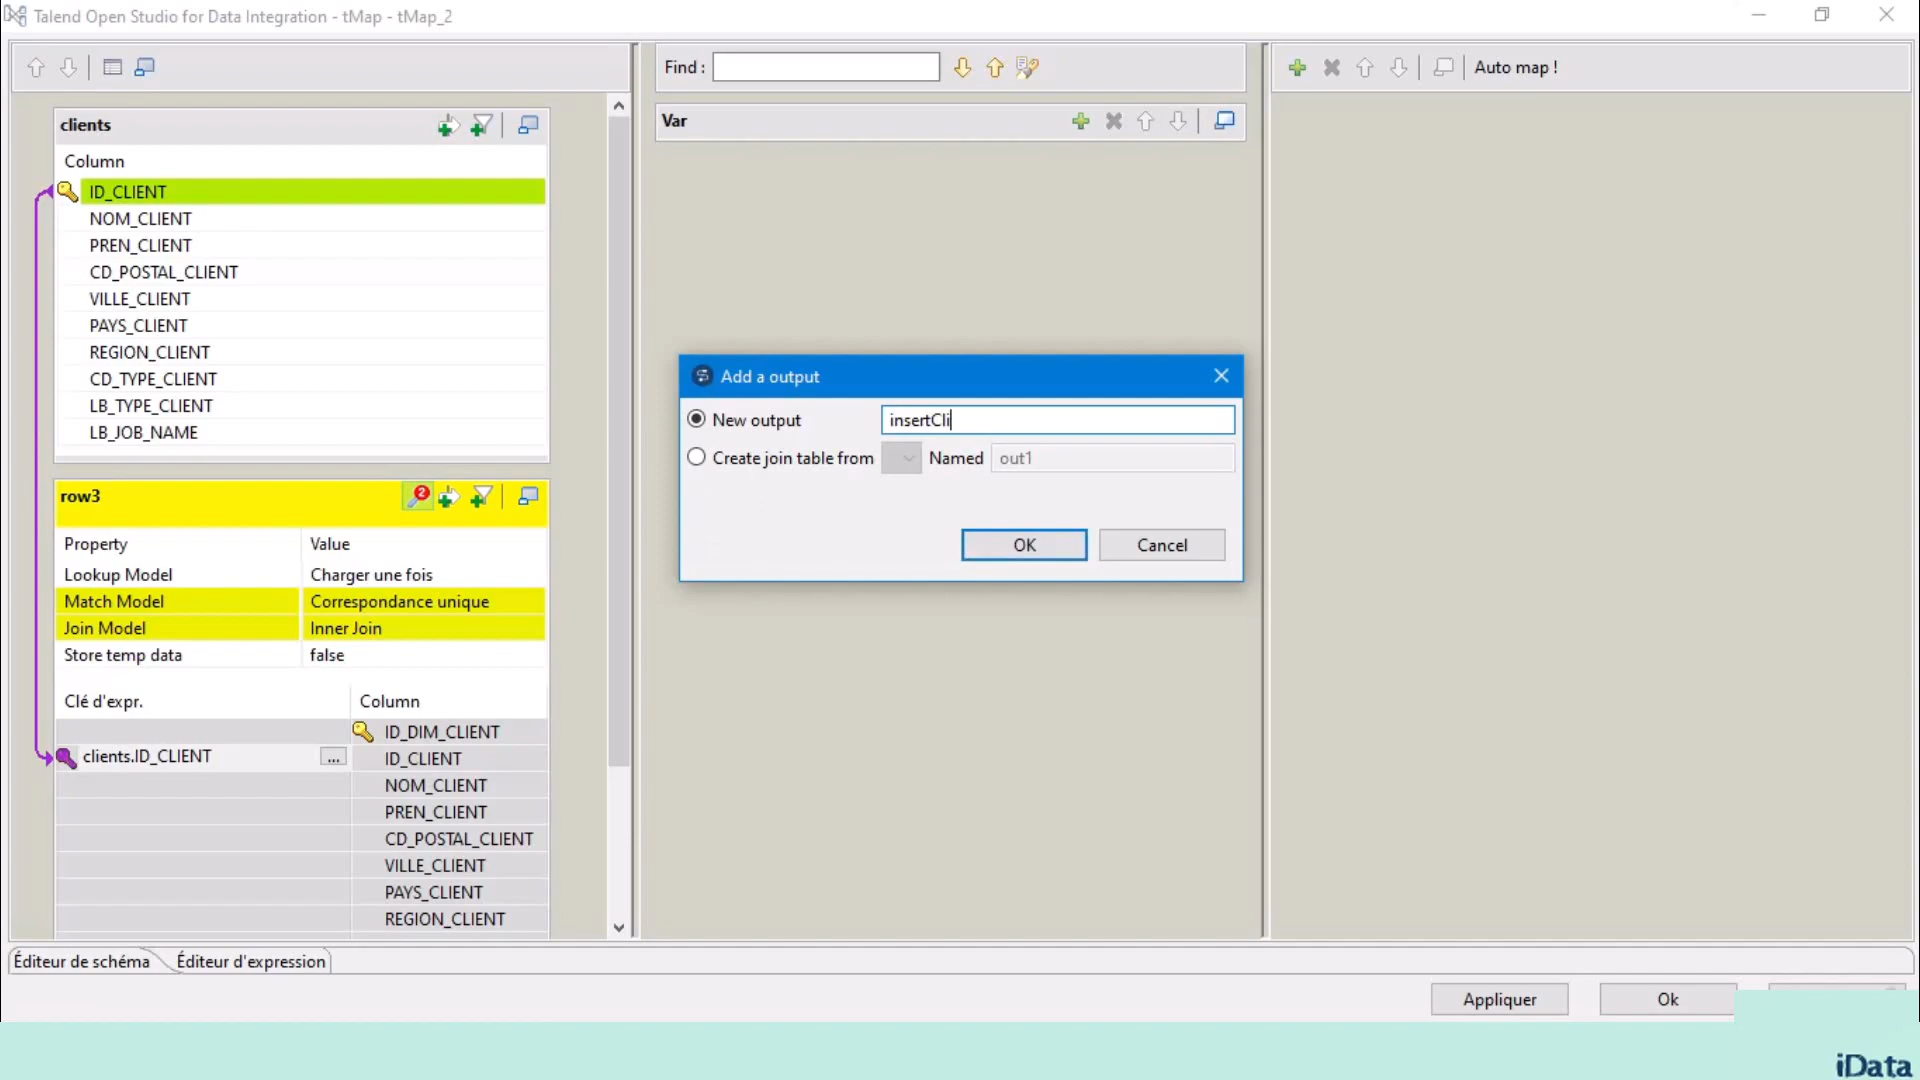 Talend Open Studio for Data Integration - tMap - tMap_2
Find :
Auto map !
clients
Var
Column
ID_CLIENT
NOM_CLIENT
PREN_CLIENT
CD_POSTAL_CLIENT
VILLE_CLIENT
PAYS_CLIENT
REGION_CLIENT
CD_TYPE_CLIENT
LB_TYPE_CLIENT
LB_JOB_NAME
Add a output
New output insertCli
Create join table from Named out1
OK Cancel
row3
2
Property Value
Lookup Model Charger une fois
Match Model Correspondance unique
Join Model Inner Join
Store temp data false
Clé d'expr. Column
ID_DIM_CLIENT
clients.ID_CLIENT ... ID_CLIENT
NOM_CLIENT
PREN_CLIENT
CD_POSTAL_CLIENT
VILLE_CLIENT
PAYS_CLIENT
REGION_CLIENT
Éditeur de schéma Éditeur d'expression
Appliquer Ok
iData